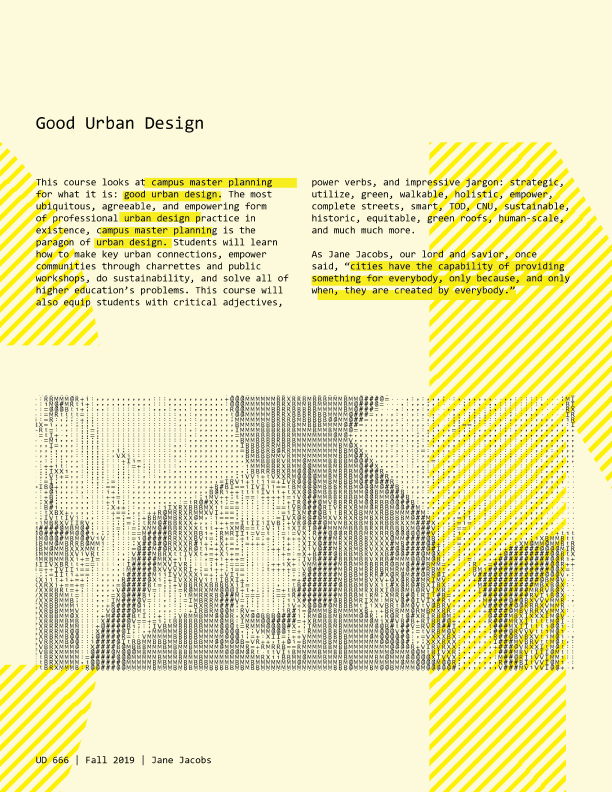 Good Urban Design
This course looks at campus master planning
for what it is: good urban design. The most
ubiquitous, agreeable, and empowering form
of professional urban design practice in
existence, campus master planning is the
paragon of urban design. Students will learn
how to make key urban connections, empower
communities through charrettes and public
workshops, do sustainability, and solve all of
higher education's problems. This course will
also equip students with critical adjectives,
power verbs, and impressive jargon: strategic,
utilize, green, walkable, holistic, empower,
complete streets, smart, TOD, CNU, sustainable,
historic, equitable, green roofs, human-scale,
and much much more.
As Jane Jacobs, our lord and savior, once
said, “cities have the capability of providing
something for everybody, only because, and only
when, they are created by everybody.”
UD 666 | Fall 2019 | Jane Jacobs